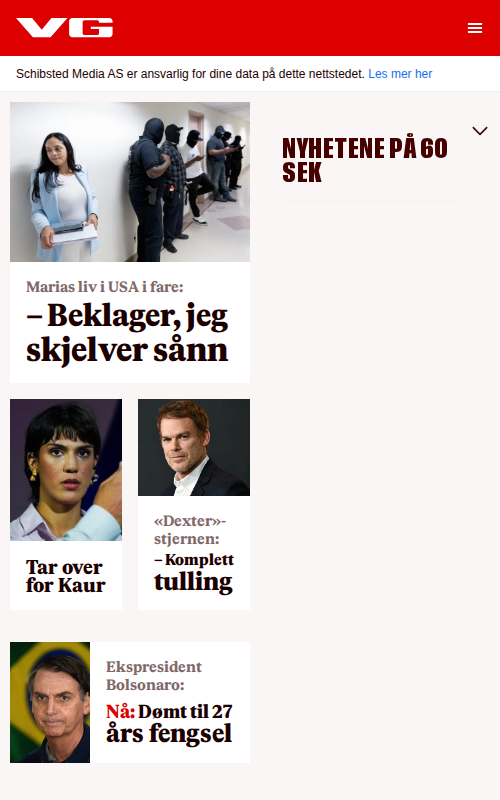 VG
Schibsted Media AS er ansvarlig for dine data på dette nettstedet. Les mer her
NYHETENE PÅ 60
SEK
Marias liv i USA i fare:
– Beklager, jeg
skjelver sånn
Tar over
for Kaur
«Dexter»-
stjernen:
– Komplett
tulling
Ekspresident
Bolsonaro:
Nå: Dømt til 27
års fengsel